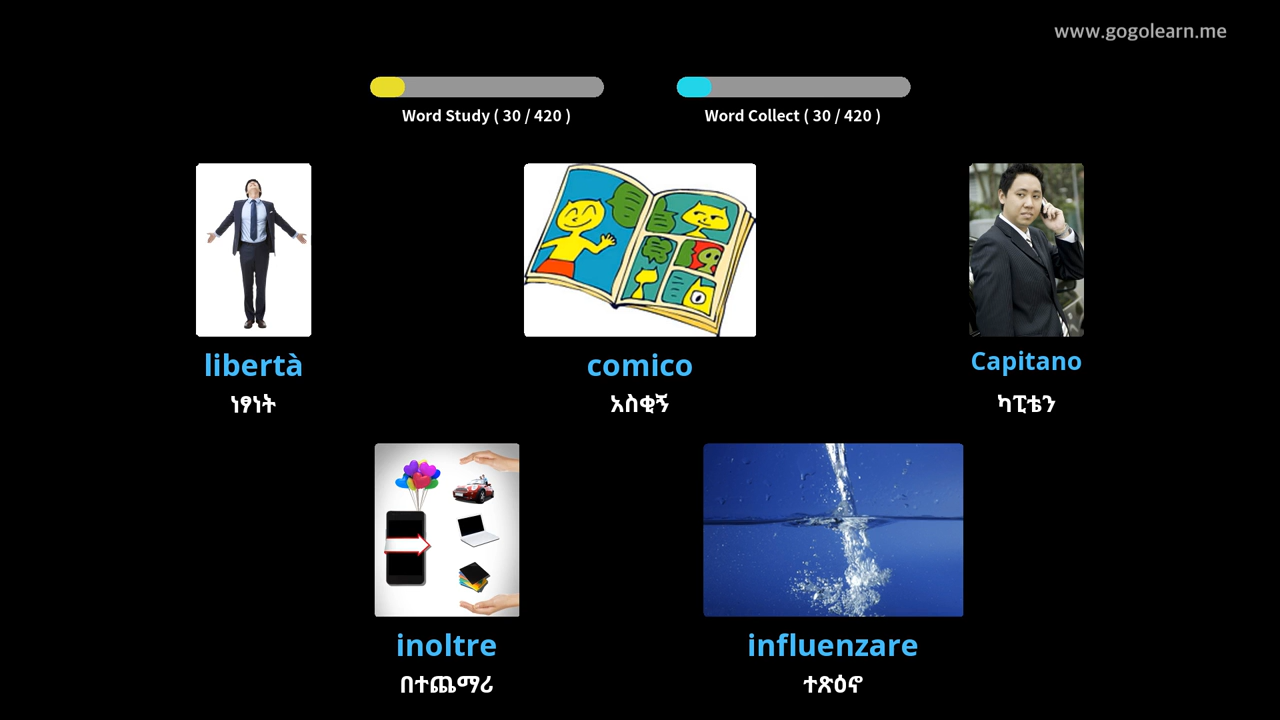 www.gogolearn.me
Word Study ( 30 / 420 )
Word Collect ( 30 / 420 )
libertà
ነፃነት
comico
አስቂኝ
Capitano
ካፒቴን
inoltre
በተጨማሪ
influenzare
ተጽዕኖ